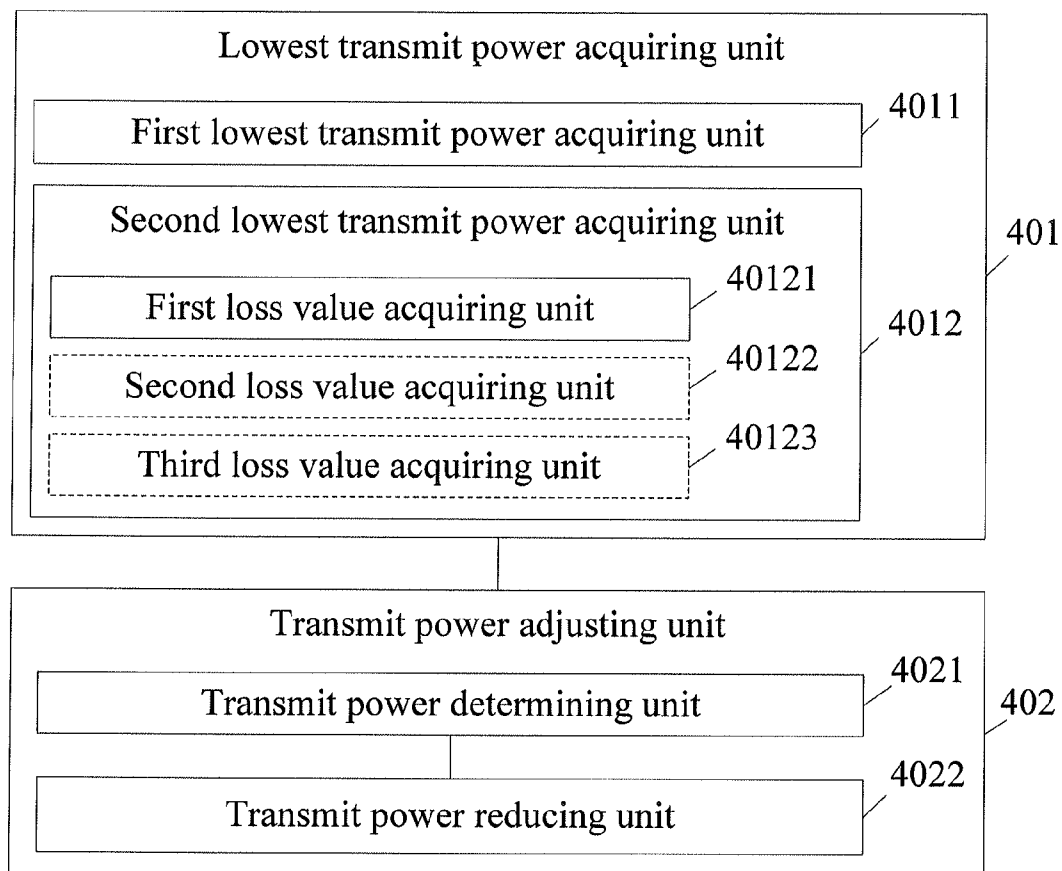 Lowest transmit power acquiring unit
First lowest transmit power acquiring unit
4011
Second lowest transmit power acquiring unit
401
First loss value acquiring unit
40121
4012
Second loss value acquiring unit
40122
Third loss value acquiring unit
40123
Transmit power adjusting unit
Transmit power determining unit
4021
402
Transmit power reducing unit
4022